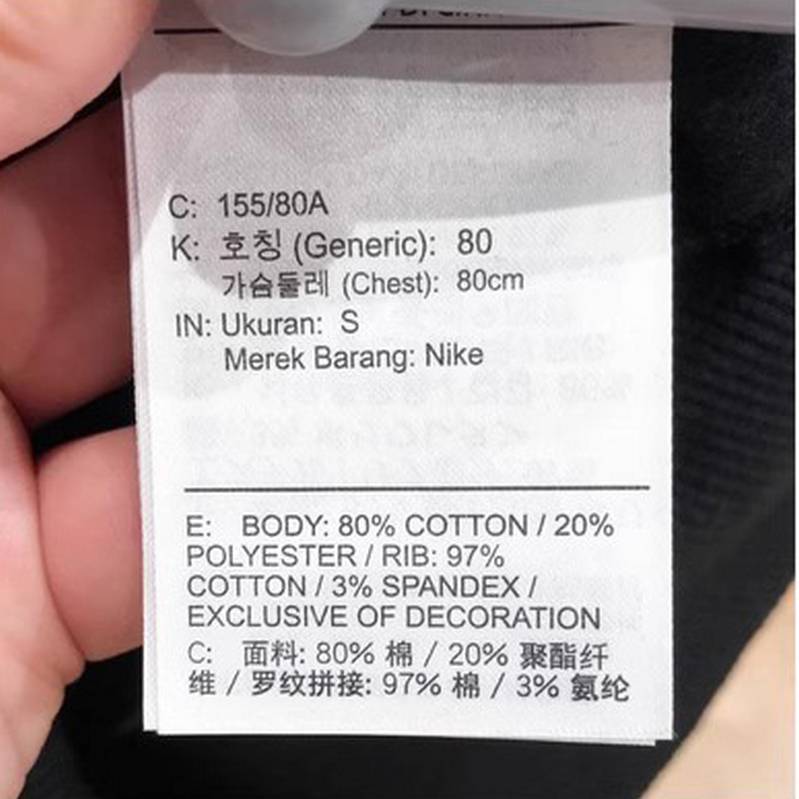 C: 155/80A
K: 호칭 (Generic): 80
가슴둘레 (Chest): 80cm
IN: Ukuran: S
Merek Barang: Nike
E: BODY: 80% COTTON / 20%
POLYESTER / RIB: 97%
COTTON / 3% SPANDEX /
EXCLUSIVE OF DECORATION
C: 面料: 80% 棉 / 20% 聚酯纤
维 / 罗纹拼接: 97% 棉 / 3% 氨纶